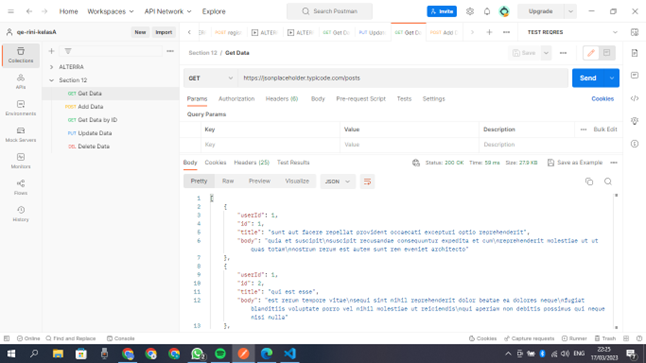 Home Workspaces API Network Explore Search Postman Invite Upgrade
qe-rini-kelasA New Import GET Get Da POST Add D TEST REGRES
Section 12 / Get Data Save
Collections
APIs
Environments
Mock Servers
Monitors
Flows
History
ALTERRA
Section 12
GET Get Data
POST Add Data
GET Get Data by ID
PUT Update Data
DEL Delete Data
GET https://jsonplaceholder.typicode.com/posts Send
Params Authorization Headers (6) Body Pre-request Script Tests Settings Cookies
Query Params
Key Value Description Bulk Edit
Key Value Description
Body Cookies Headers (25) Test Results Status: 200 OK Time: 59 ms Size: 27.9 KB Save as Example
Pretty Raw Preview Visualize JSON
1 [
2 {
3 "userId": 1,
4 "id": 1,
5 "title": "sunt aut facere repellat provident occaecati excepturi optio reprehenderit",
6 "body": "quia et suscipit\nsuscipit recusandae consequuntur expedita et cum\nreprehenderit molestiae ut ut
quas totam\nnostrum rerum est autem sunt rem eveniet architecto"
7 },
8 {
9 "userId": 1,
10 "id": 2,
11 "title": "qui est esse",
12 "body": "est rerum tempore vitae\nsequi sint nihil reprehenderit dolor beatae ea dolores neque\nfugiat
blanditiis voluptate porro vel nihil molestiae ut reiciendis\nqui aperiam non debitis possimus qui neque
nisi nulla"
13 },
Online Find and Replace Console Cookies Capture requests Runner Trash
22:25
17/03/2023